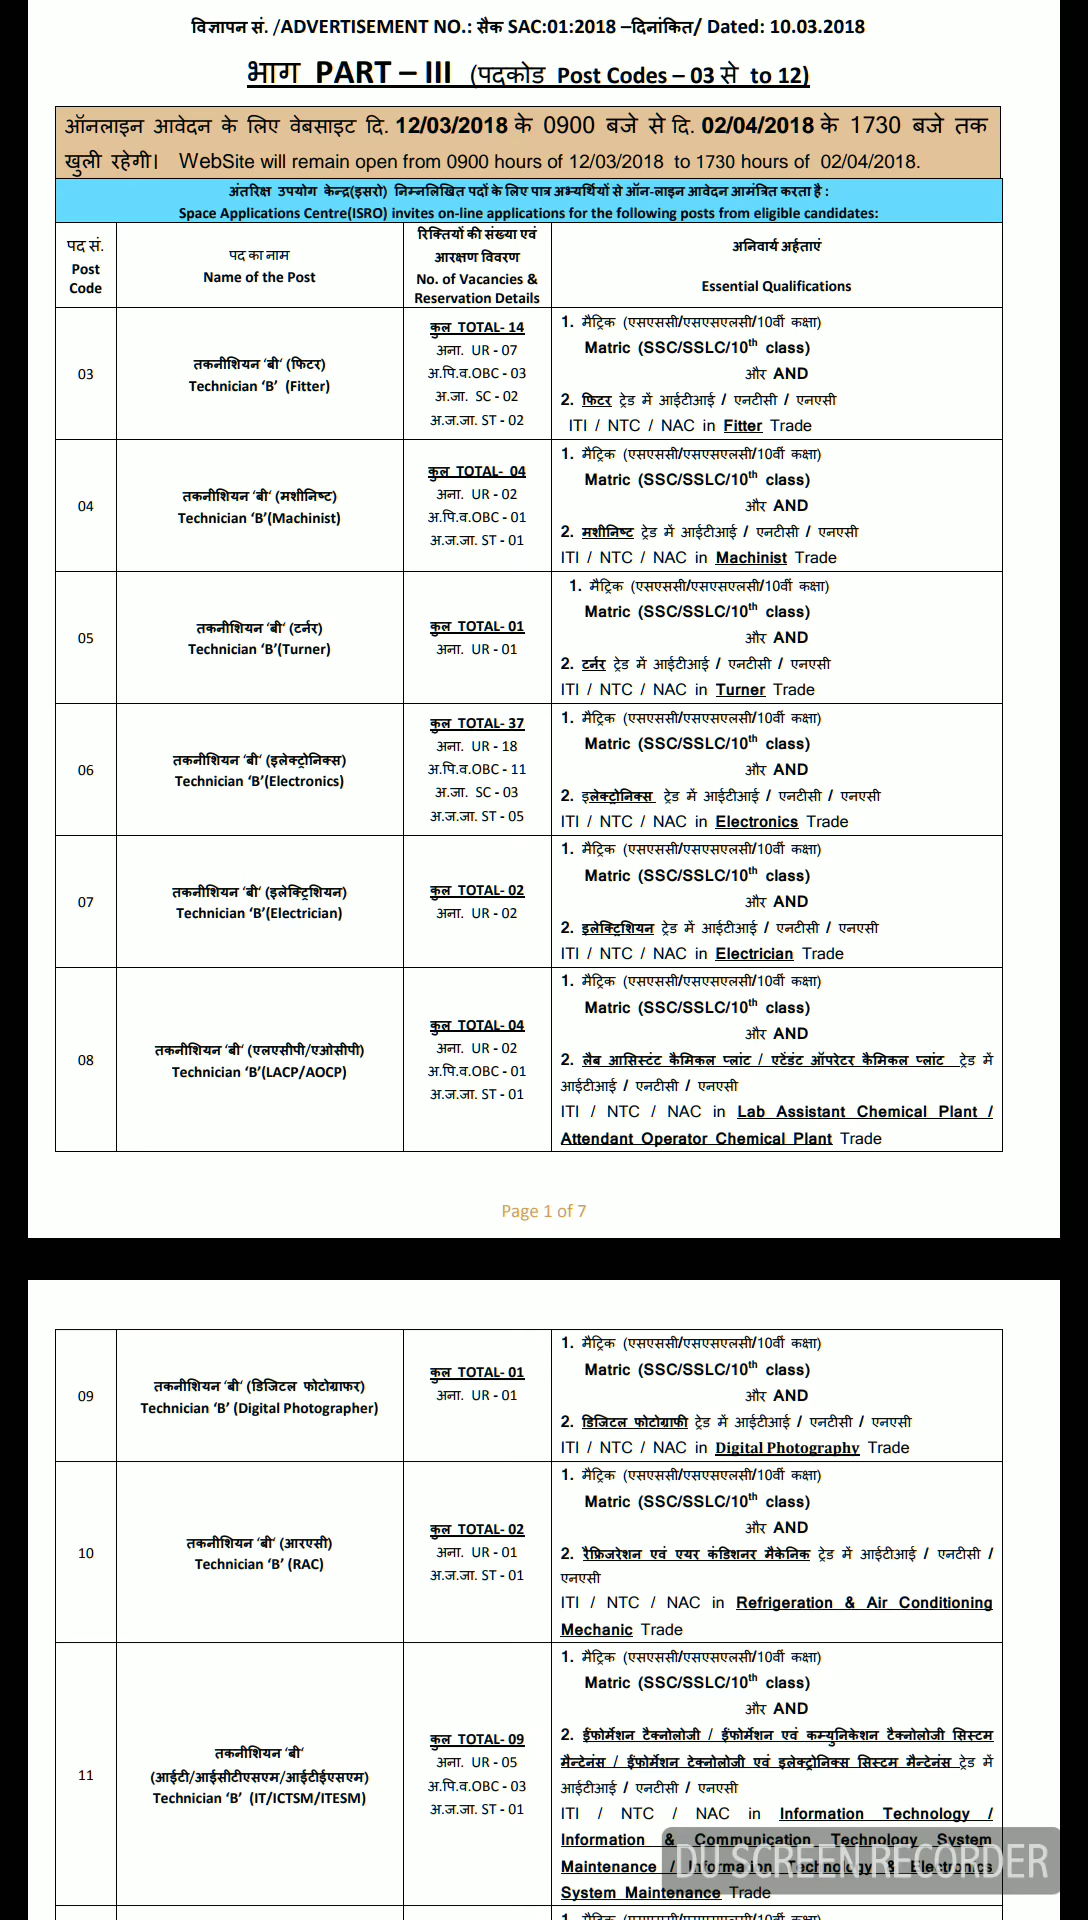 विज्ञापन सं. /ADVERTISEMENT NO.: सैक SAC:01:2018 –दिनांकित/ Dated: 10.03.2018
भाग PART – III (पदकोड Post Codes – 03 से to 12)
ऑनलाइन आवेदन के लिए वेबसाइट दि. 12/03/2018 के 0900 बजे से दि. 02/04/2018 के 1730 बजे तक
खुली रहेगी। WebSite will remain open from 0900 hours of 12/03/2018 to 1730 hours of 02/04/2018.
अंतरिक्ष उपयोग केन्द्र(इसरो) निम्नलिखित पदों के लिए पात्र अभ्यर्थियों से ऑन-लाइन आवेदन आमंत्रित करता है :
Space Applications Centre(ISRO) invites on-line applications for the following posts from eligible candidates:
पद सं.
Post
Code
पद का नाम
Name of the Post
रिक्तियों की संख्या एवं
आरक्षण विवरण
No. of Vacancies &
Reservation Details
अनिवार्य अर्हताएं
Essential Qualifications
03
तकनीशियन 'बी' (फिटर)
Technician ‘B’ (Fitter)
कुल TOTAL- 14
अना. UR - 07
अ.पि.व.OBC - 03
अ.जा. SC - 02
अ.ज.जा. ST - 02
1. मैट्रिक (एसएससी/एसएसएलसी/10वीं कक्षा)
Matric (SSC/SSLC/10th class)
और AND
2. फिटर ट्रेड में आईटीआई / एनटीसी / एनएसी
ITI / NTC / NAC in Fitter Trade
04
तकनीशियन 'बी' (मशीनिष्ट)
Technician ‘B’(Machinist)
कुल TOTAL- 04
अना. UR - 02
अ.पि.व.OBC - 01
अ.ज.जा. ST - 01
1. मैट्रिक (एसएससी/एसएसएलसी/10वीं कक्षा)
Matric (SSC/SSLC/10th class)
और AND
2. मशीनिष्ट ट्रेड में आईटीआई / एनटीसी / एनएसी
ITI / NTC / NAC in Machinist Trade
05
तकनीशियन 'बी' (टर्नर)
Technician ‘B’(Turner)
कुल TOTAL- 01
अना. UR - 01
1. मैट्रिक (एसएससी/एसएसएलसी/10वीं कक्षा)
Matric (SSC/SSLC/10th class)
और AND
2. टर्नर ट्रेड में आईटीआई / एनटीसी / एनएसी
ITI / NTC / NAC in Turner Trade
06
तकनीशियन 'बी' (इलेक्ट्रोनिक्स)
Technician ‘B’(Electronics)
कुल TOTAL- 37
अना. UR - 18
अ.पि.व.OBC - 11
अ.जा. SC - 03
अ.ज.जा. ST - 05
1. मैट्रिक (एसएससी/एसएसएलसी/10वीं कक्षा)
Matric (SSC/SSLC/10th class)
और AND
2. इलेक्ट्रोनिक्स ट्रेड में आईटीआई / एनटीसी / एनएसी
ITI / NTC / NAC in Electronics Trade
07
तकनीशियन 'बी' (इलेक्ट्रिशियन)
Technician ‘B’(Electrician)
कुल TOTAL- 02
अना. UR - 02
1. मैट्रिक (एसएससी/एसएसएलसी/10वीं कक्षा)
Matric (SSC/SSLC/10th class)
और AND
2. इलेक्ट्रिशियन ट्रेड में आईटीआई / एनटीसी / एनएसी
ITI / NTC / NAC in Electrician Trade
08
तकनीशियन 'बी' (एलएसीपी/एओसीपी)
Technician ‘B’(LACP/AOCP)
कुल TOTAL- 04
अना. UR - 02
अ.पि.व.OBC - 01
अ.ज.जा. ST - 01
1. मैट्रिक (एसएससी/एसएसएलसी/10वीं कक्षा)
Matric (SSC/SSLC/10th class)
और AND
2. लैब आसिस्टंट कैमिकल प्लांट / एटेंडंट ऑपरेटर कैमिकल प्लांट ट्रेड में
आईटीआई / एनटीसी / एनएसी
ITI / NTC / NAC in Lab Assistant Chemical Plant /
Attendant Operator Chemical Plant Trade
Page 1 of 7
09
तकनीशियन 'बी' (डिजिटल फोटोग्राफर)
Technician ‘B’ (Digital Photographer)
कुल TOTAL- 01
अना. UR - 01
1. मैट्रिक (एसएससी/एसएसएलसी/10वीं कक्षा)
Matric (SSC/SSLC/10th class)
और AND
2. डिजिटल फोटोग्राफी ट्रेड में आईटीआई / एनटीसी / एनएसी
ITI / NTC / NAC in Digital Photography Trade
10
तकनीशियन 'बी' (आरएसी)
Technician ‘B’ (RAC)
कुल TOTAL- 02
अना. UR - 01
अ.ज.जा. ST - 01
1. मैट्रिक (एसएससी/एसएसएलसी/10वीं कक्षा)
Matric (SSC/SSLC/10th class)
और AND
2. रैफ्रिजरेशन एवं एयर कंडिशनर मैकेनिक ट्रेड में आईटीआई / एनटीसी /
एनएसी
ITI / NTC / NAC in Refrigeration & Air Conditioning
Mechanic Trade
11
तकनीशियन 'बी'
(आईटी/आईसीटीएसएम/आईटीईएसएम)
Technician ‘B’ (IT/ICTSM/ITESM)
कुल TOTAL- 09
अना. UR - 05
अ.पि.व.OBC - 03
अ.ज.जा. ST - 01
1. मैट्रिक (एसएससी/एसएसएलसी/10वीं कक्षा)
Matric (SSC/SSLC/10th class)
और AND
2. ईफोर्मेशन टैक्नोलोजी / ईफोर्मेशन एवं कम्युनिकेशन टैक्नोलोजी सिस्टम
मैन्टेनंस / ईफोर्मेशन टेक्नोलोजी एवं इलेक्ट्रोनिक्स सिस्टम मैन्टेनंस ट्रेड में
आईटीआई / एनटीसी / एनएसी
ITI / NTC / NAC in Information Technology /
Information & Communication Technology System
Maintenance / Information Technology & Electronics
System Maintenance Trade
DU SCREEN RECORDER
1. मैट्रिक (एसएससी/एसएसएलसी/10वीं कक्षा)